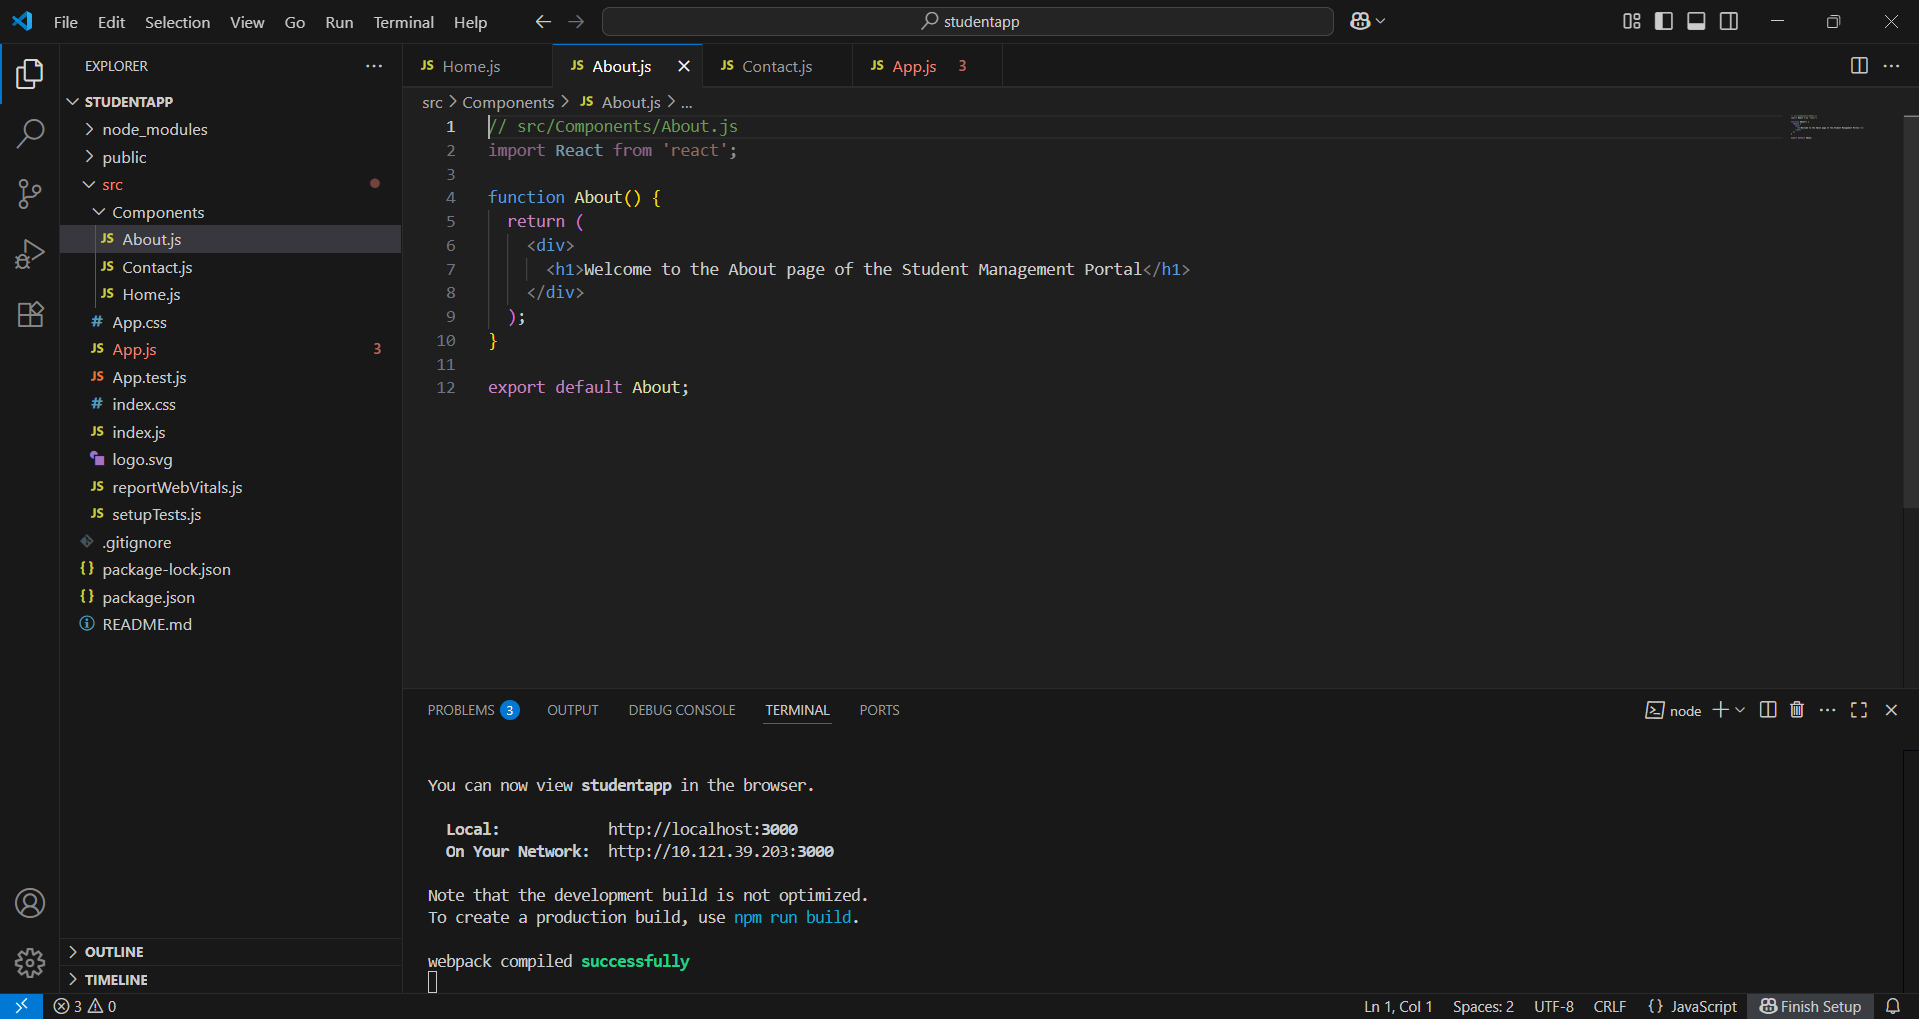 File Edit Selection View Go Run Terminal Help
studentapp
EXPLORER
STUDENTAPP
node_modules
public
src
Components
JS About.js
JS Contact.js
JS Home.js
# App.css
JS App.js 3
JS App.test.js
# index.css
JS index.js
logo.svg
JS reportWebVitals.js
JS setupTests.js
.gitignore
{} package-lock.json
{} package.json
README.md
OUTLINE
TIMELINE
JS Home.js JS About.js JS Contact.js JS App.js 3
src > Components > JS About.js > ...
1 // src/Components/About.js
2 import React from 'react';
3
4 function About() {
5 return (
6 <div>
7 <h1>Welcome to the About page of the Student Management Portal</h1>
8 </div>
9 );
10 }
11
12 export default About;
PROBLEMS 3 OUTPUT DEBUG CONSOLE TERMINAL PORTS
node
You can now view studentapp in the browser.
Local: http://localhost:3000
On Your Network: http://10.121.39.203:3000
Note that the development build is not optimized.
To create a production build, use npm run build.
webpack compiled successfully
3 0
Ln 1, Col 1 Spaces: 2 UTF-8 CRLF {} JavaScript Finish Setup